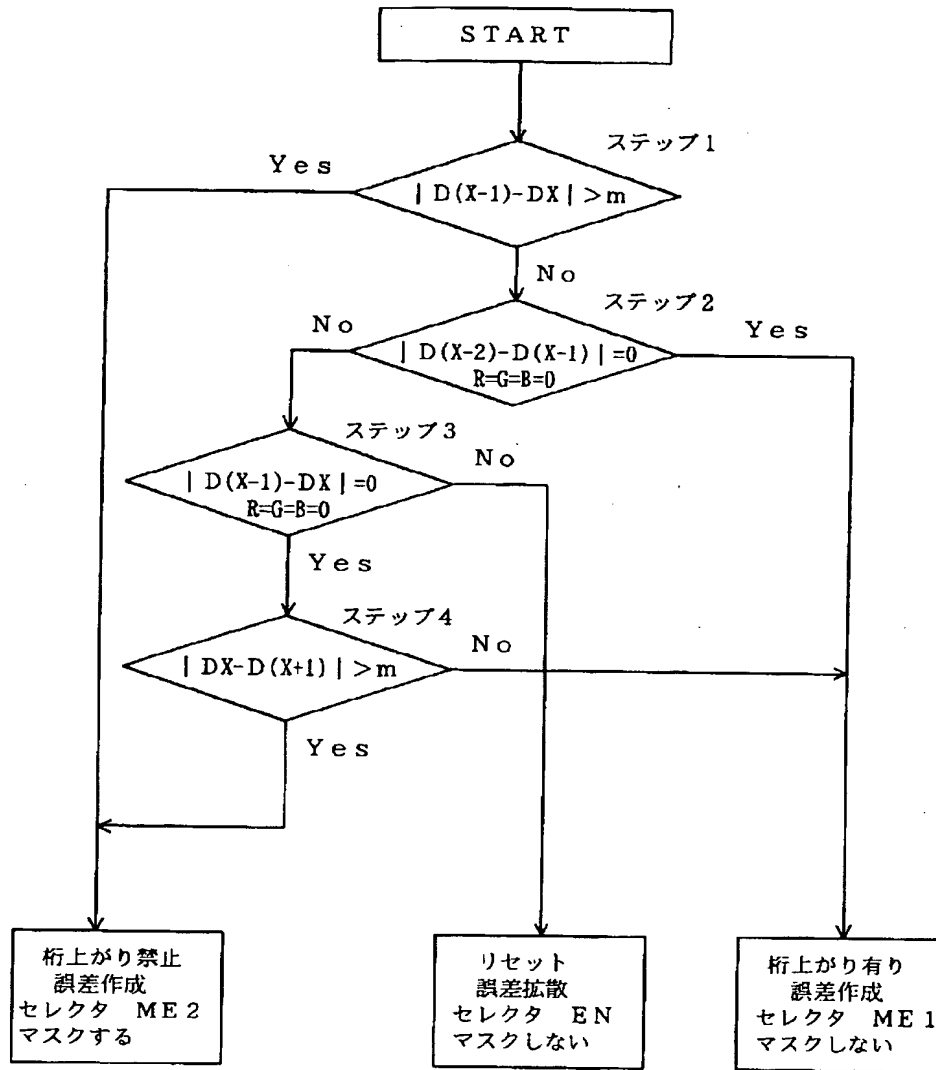 START
ステップ1
Yes
| D(X-1)-DX | >m
No
ステップ2
No
Yes
| D(X-2)-D(X-1) | =0
R=G=B=0
ステップ3
No
| D(X-1)-DX | =0
R=G=B=0
Yes
ステップ4
No
| DX-D(X+1) | >m
Yes
桁上がり禁止
誤差作成
セレクタ ME2
マスクする
リセット
誤差拡散
セレクタ EN
マスクしない
桁上がり有り
誤差作成
セレクタ ME1
マスクしない